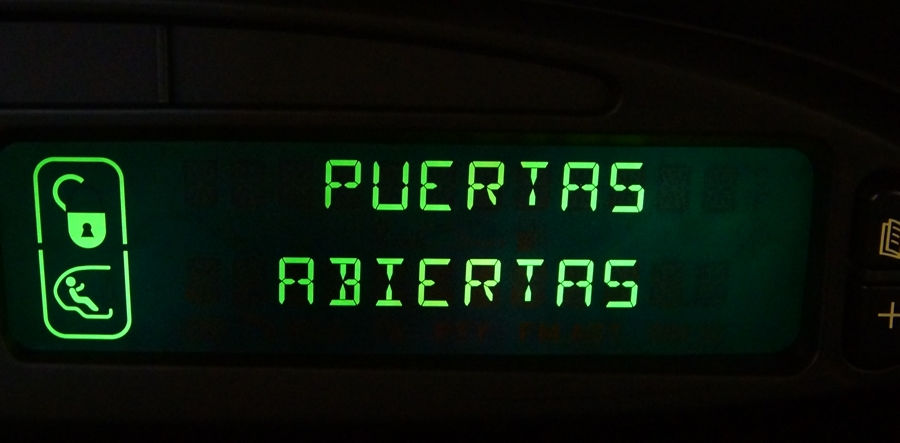 PUERTAS
ABIERTAS
+